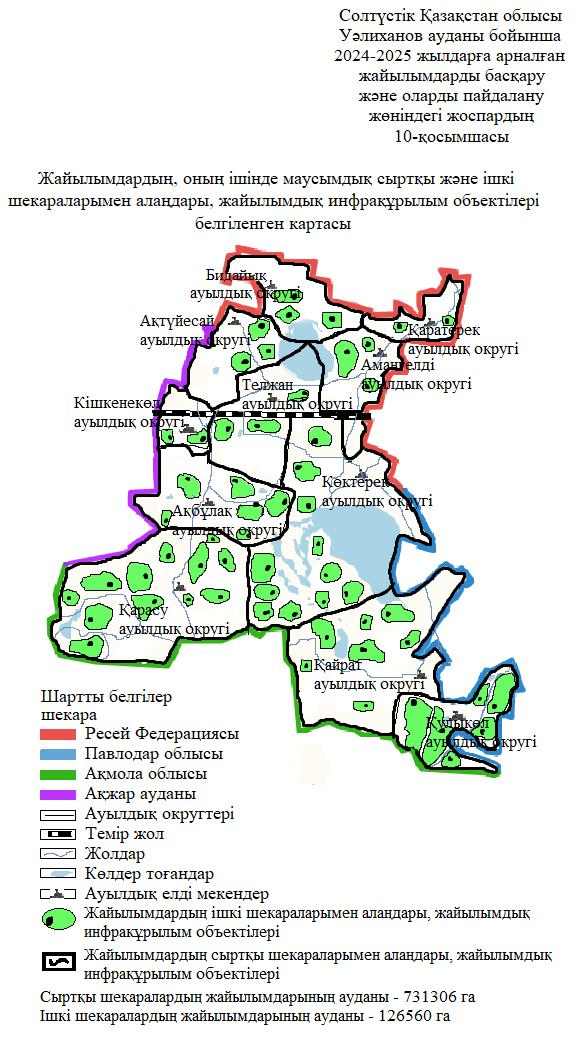 Солтүстік Қазақстан облысы
Уәлиханов ауданы бойынша
2024-2025 жылдарға арналған
жайылымдарды басқару
және оларды пайдалану
жөніндегі жоспардың
10-қосымшасы
Жайылымдардың, оның ішінде маусымдық сыртқы және ішкі
шекараларымен алаңдары, жайылымдық инфрақұрылым объектілері
белгіленген картасы
Бидайық
ауылдық округі
Ақтүйесай
ауылдық округі
Қаратерек
ауылдық округі
Амангелді
ауылдық округі
Телжан
ауылдық округі
Кішкенекөл
ауылдық округі
Көктерек
ауылдық округі
Ақбұлақ
ауылдық округі
Қарасу
ауылдық округі
Қайрат
ауылдық округі
Құлыкөл
ауылдық округі
Шартты белгілер
шекара
Ресей Федерациясы
Павлодар облысы
Ақмола облысы
Ақжар ауданы
Ауылдық округтері
Темір жол
Жолдар
Көлдер тоғандар
Ауылдық елді мекендер
Жайылымдардың ішкі шекараларымен алаңдары, жайылымдық
инфрақұрылым объектілері
Жайылымдардың сыртқы шекараларымен алаңдары, жайылымдық
инфрақұрылым объектілері
Сыртқы шекаралардың жайылымдарының ауданы - 731306 га
Ішкі шекаралардың жайылымдарының ауданы - 126560 га